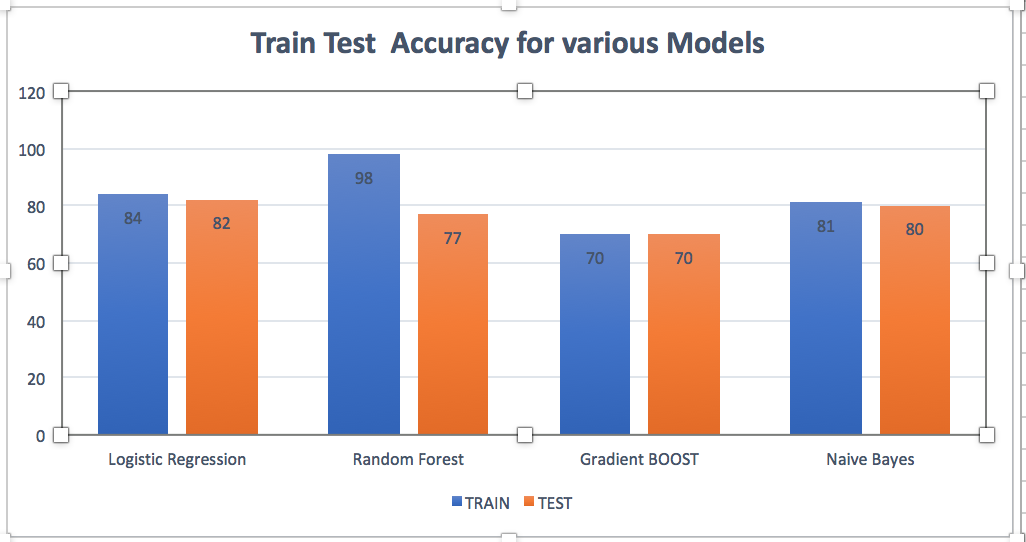 Train Test  Accuracy for various Models
120
100
80
60
40
20
0
84
82
98
77
70
70
81
80
Logistic Regression
Random Forest
Gradient BOOST
Naive Bayes
TRAIN
TEST